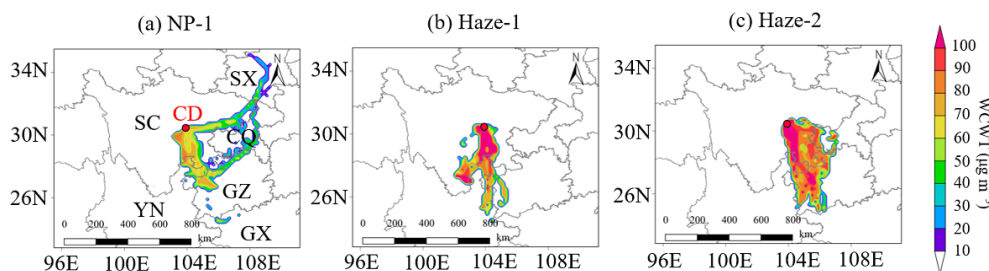 (a) NP-1
(b) Haze-1
(c) Haze-2
34N
30N
26N
96E 100E 104E 108E
SX
N
CD
SC
CQ
GZ
YN
GX
0 200 400 600 800
km
34N
30N
26N
96E 100E 104E 108E
N
0 200 400 600 800
km
34N
30N
26N
96E 100E 104E 108E
N
0 200 400 600 800
km
100
90
80
70
60
50
40
30
20
10
WCWT (μg m⁻³)